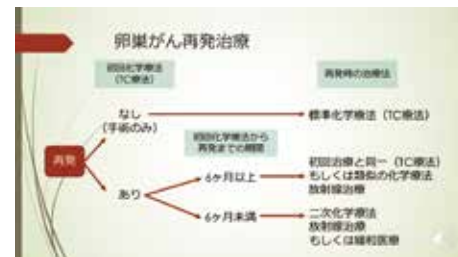 卵巣がん再発治療
初回化学療法
（TC療法）
再発時の治療法
なし
（手術のみ）
標準化学療法（TC療法）
初回化学療法から
再発までの期間
再発
あり
6ヶ月以上
初回治療と同一（TC療法）
もしくは類似の化学療法
放射線治療
6ヶ月未満
二次化学療法
放射線治療
もしくは緩和医療